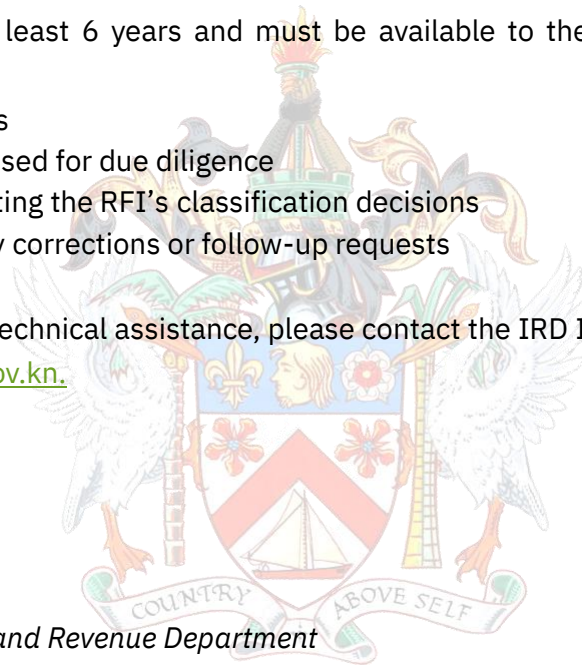 least 6 years and must be available to the
s
sed for due diligence
ting the RFI's classification decisions
y corrections or follow-up requests
echnical assistance, please contact the IRD I
ov.kn.
COUNTRY ABOVE SELF
and Revenue Department